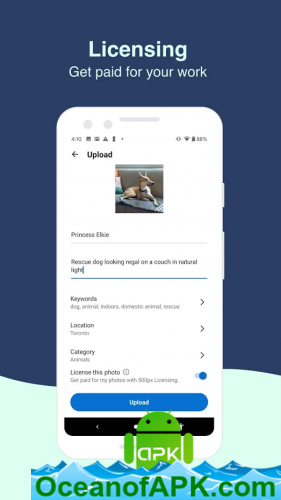 Licensing
Get paid for your work
4:10
88%
Upload
Princess Elkie
Rescue dog looking regal on a couch in natural
light
Keywords
dog, animal, indoors, domestic animal, rescue
Location
Toronto
Category
Animals
License this photo
Get paid for my photos with 500px Licensing.
Upload
APK
OceanofAPK.com